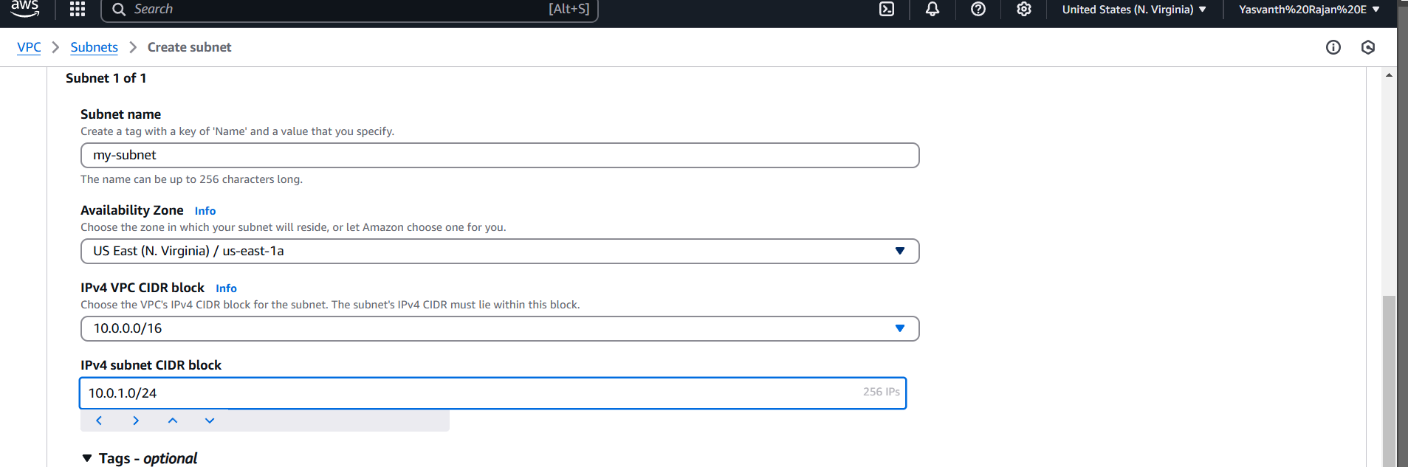 aws
Search
[Alt+S]
United States (N. Virginia)
Yasvanth%20Rajan%20E
VPC
Subnets
Create subnet
Subnet 1 of 1
Subnet name
Create a tag with a key of 'Name' and a value that you specify.
my-subnet
The name can be up to 256 characters long.
Availability Zone Info
Choose the zone in which your subnet will reside, or let Amazon choose one for you.
US East (N. Virginia) / us-east-1a
IPv4 VPC CIDR block Info
Choose the VPC's IPv4 CIDR block for the subnet. The subnet's IPv4 CIDR must lie within this block.
10.0.0.0/16
IPv4 subnet CIDR block
10.0.1.0/24
256 IPs
Tags - optional